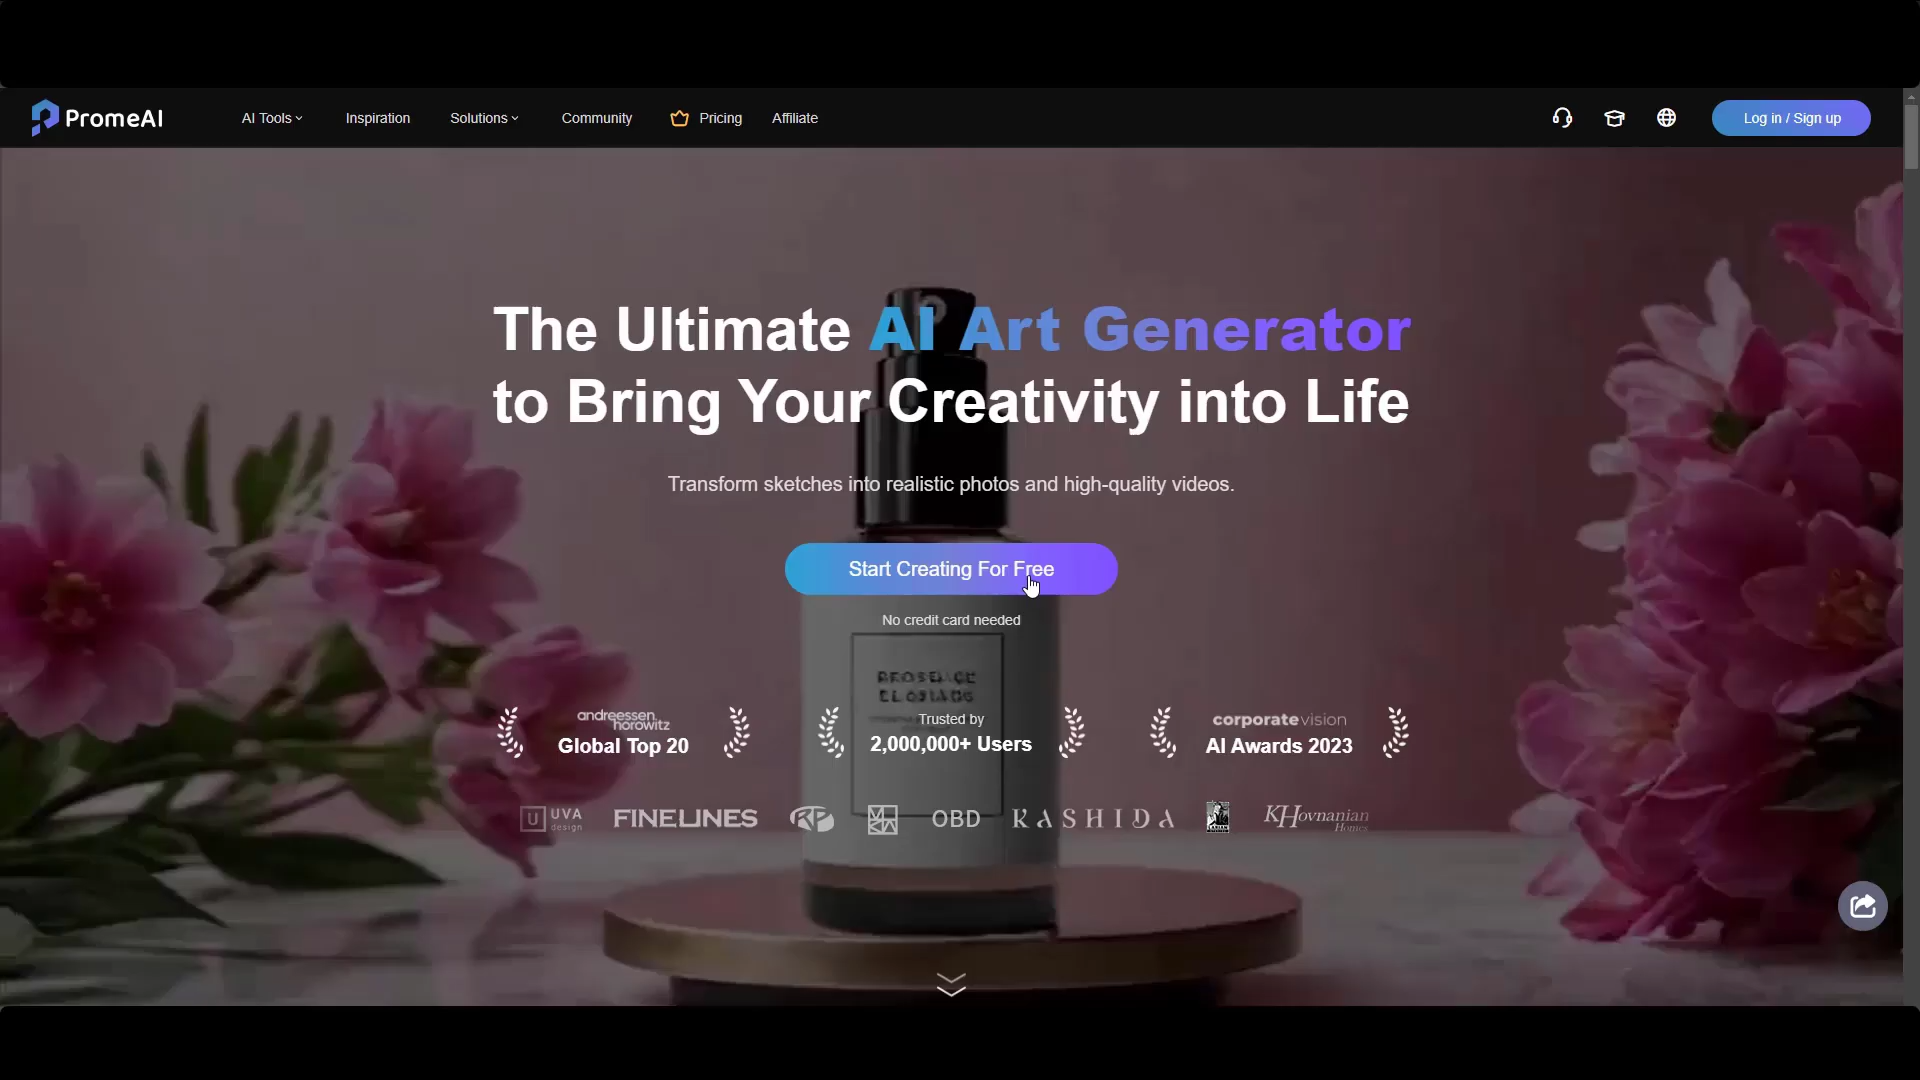 PromeAI
AI Tools
Inspiration
Solutions
Community
Pricing
Affiliate
Log in / Sign up
The Ultimate AI Art Generator
to Bring Your Creativity into Life
Transform sketches into realistic photos and high-quality videos.
Start Creating For Free
No credit card needed
andreessen.
horowitz
Global Top 20
Trusted by
2,000,000+ Users
corporatevision
AI Awards 2023
U UVA
design
FINELINES
RP
OBD
KASHIDA
KHovnanian
Homes